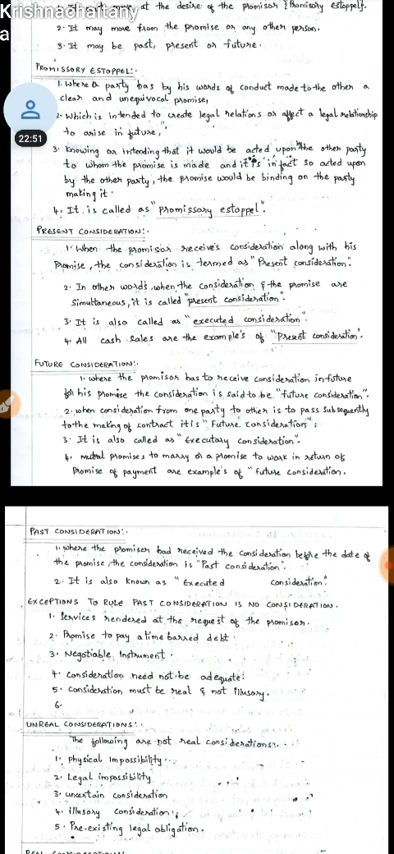 Krishnachaitany
a
at the desire of the promisor & Promisory Estoppel.
2. It may move from the promise or any other person.
3. It may be past, present or future.
PROMISSORY ESTOPPEL:-
1. Where a party has by his words of conduct made to the other a
clear and unequivocal promise,
2. Which is intended to create legal relations or affect a legal relationship
to arise in future,"
22:51
3. Knowing or intending that it would be acted upon the other party
to whom the promise is made and it is in fact so acted upon
by the other party, the promise would be binding on the party
making it.
4. It is called as "promissary estoppel".
PRESENT CONSIDERATION:-
1. When the promisor receive's consideration along with his
promise, the consideration is termed as "Present consideration".
2. In other words, when the consideration & the promise are
simultaneous, it is called "present consideration".
3. It is also called as "executed consideration".
4. All cash sales are the example's of "Present consideration".
FUTURE CONSIDERATION:-
1. where the promisor has to receive consideration in future
for his promise the consideration is said to be "future consideration".
2. when consideration from one party to other is to pass subsequently
to the making of contract it is "Future consideration";
3. It is also called as "Executary consideration".
4. mutual promises to marry or a promise to work in return of
Promise of payment are example's of "Future consideration.
PAST CONSIDERATION:-
1. where the promisor had received the consideration before the date of
the promise, the consideration is "Past consideration".
2. It is also known as "Executed consideration".
EXCEPTIONS TO RULE PAST CONSIDERATION IS NO CONSIDERATION.
1. Services rendered at the request of the promisor.
2. Promise to pay a time barred debt.
3. Negotiable Instrument.
4. Consideration need not be adequate:
5. consideration must be real & not illusory.
6.
UNREAL CONSIDERATIONS:-
The following are not real considerations:-
1. physical Impossibility.
2. Legal impossibility
3. uncertain consideration
4. illusory consideration.
5. Pre-existing legal obligation.